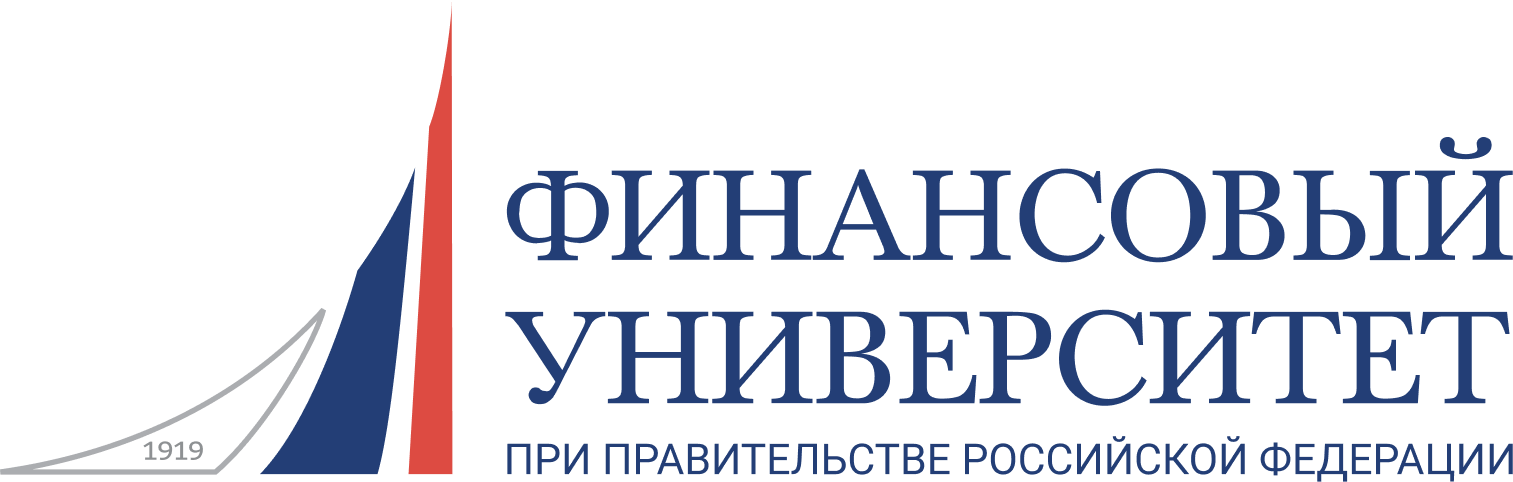 ФИНАНСОВЫЙ
УНИВЕРСИТЕТ
1919
ПРИ ПРАВИТЕЛЬСТВЕ РОССИЙСКОЙ ФЕДЕРАЦИИ